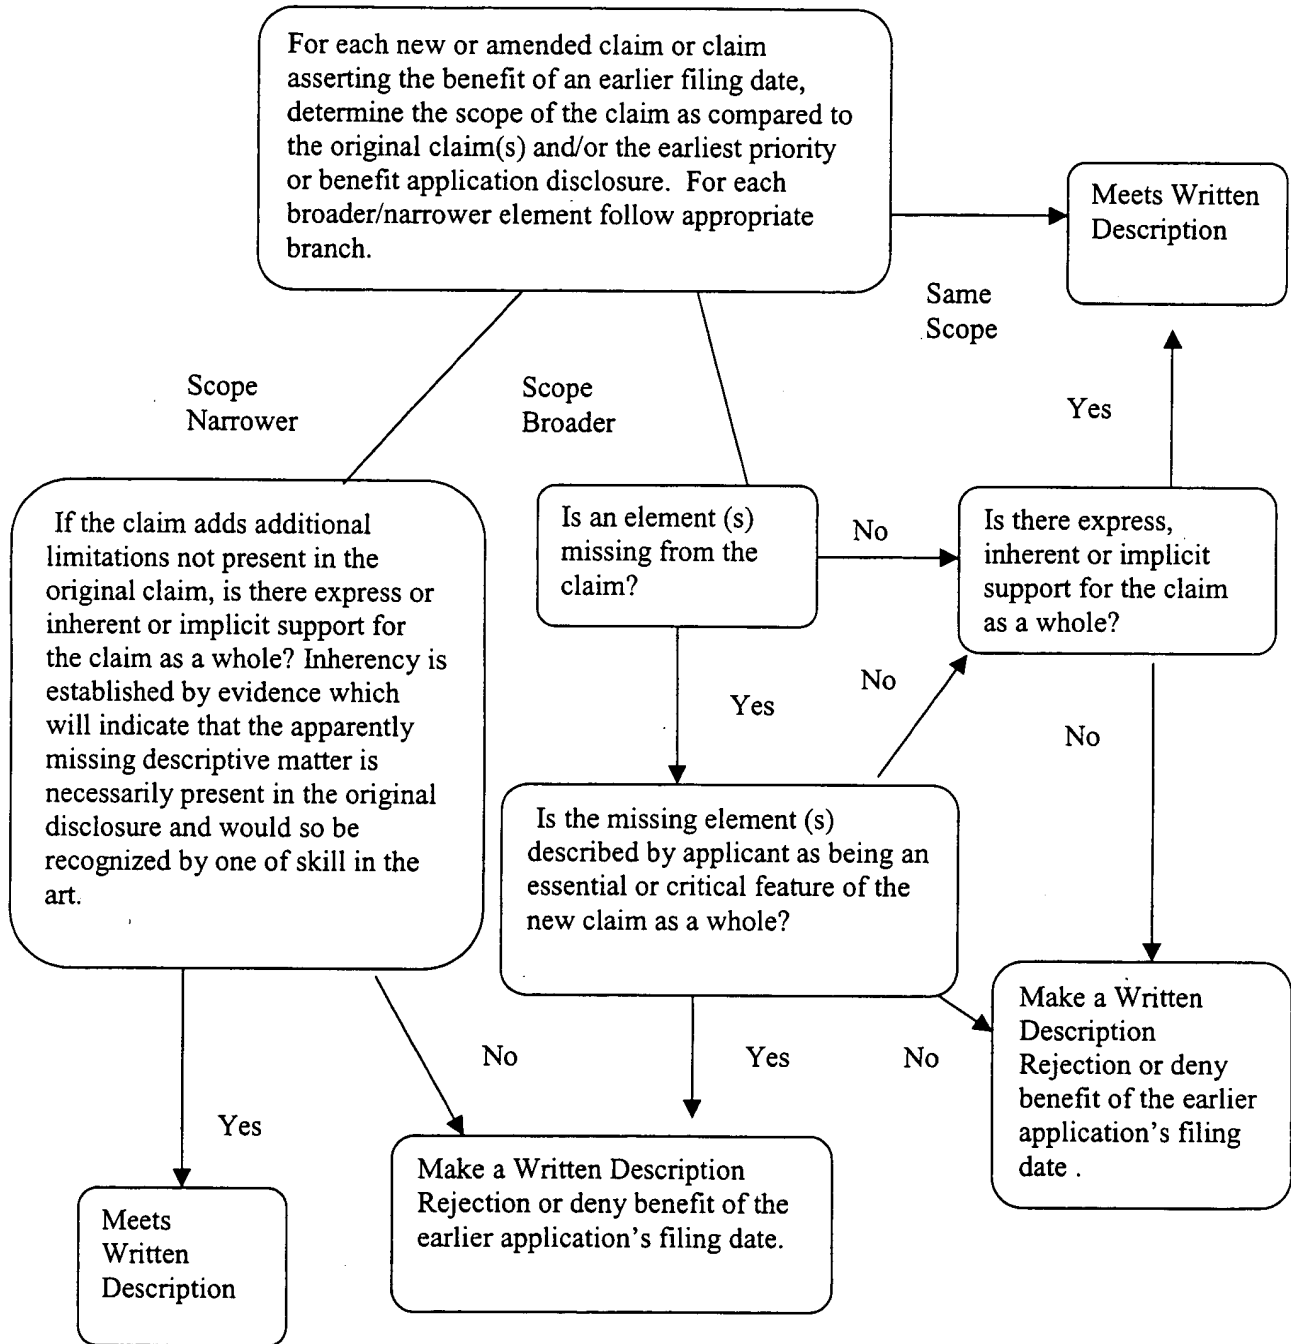 For each new or amended claim or claim
asserting the benefit of an earlier filing date,
determine the scope of the claim as compared to
the original claim(s) and/or the earliest priority
or benefit application disclosure. For each
broader/narrower element follow appropriate
branch.
Meets Written
Description
Same
Scope
Scope
Narrower
Scope
Broader
Yes
If the claim adds additional
limitations not present in the
original claim, is there express or
inherent or implicit support for
the claim as a whole? Inherency is
established by evidence which
will indicate that the apparently
missing descriptive matter is
necessarily present in the original
disclosure and would so be
recognized by one of skill in the
art.
Is an element (s)
missing from the
claim?
No
Is there express,
inherent or implicit
support for the claim
as a whole?
Yes
No
No
Is the missing element (s)
described by applicant as being an
essential or critical feature of the
new claim as a whole?
Make a Written
Description
Rejection or deny
benefit of the earlier
application's filing
date .
No
Yes
No
Yes
Make a Written Description
Rejection or deny benefit of the
earlier application's filing date.
Meets
Written
Description